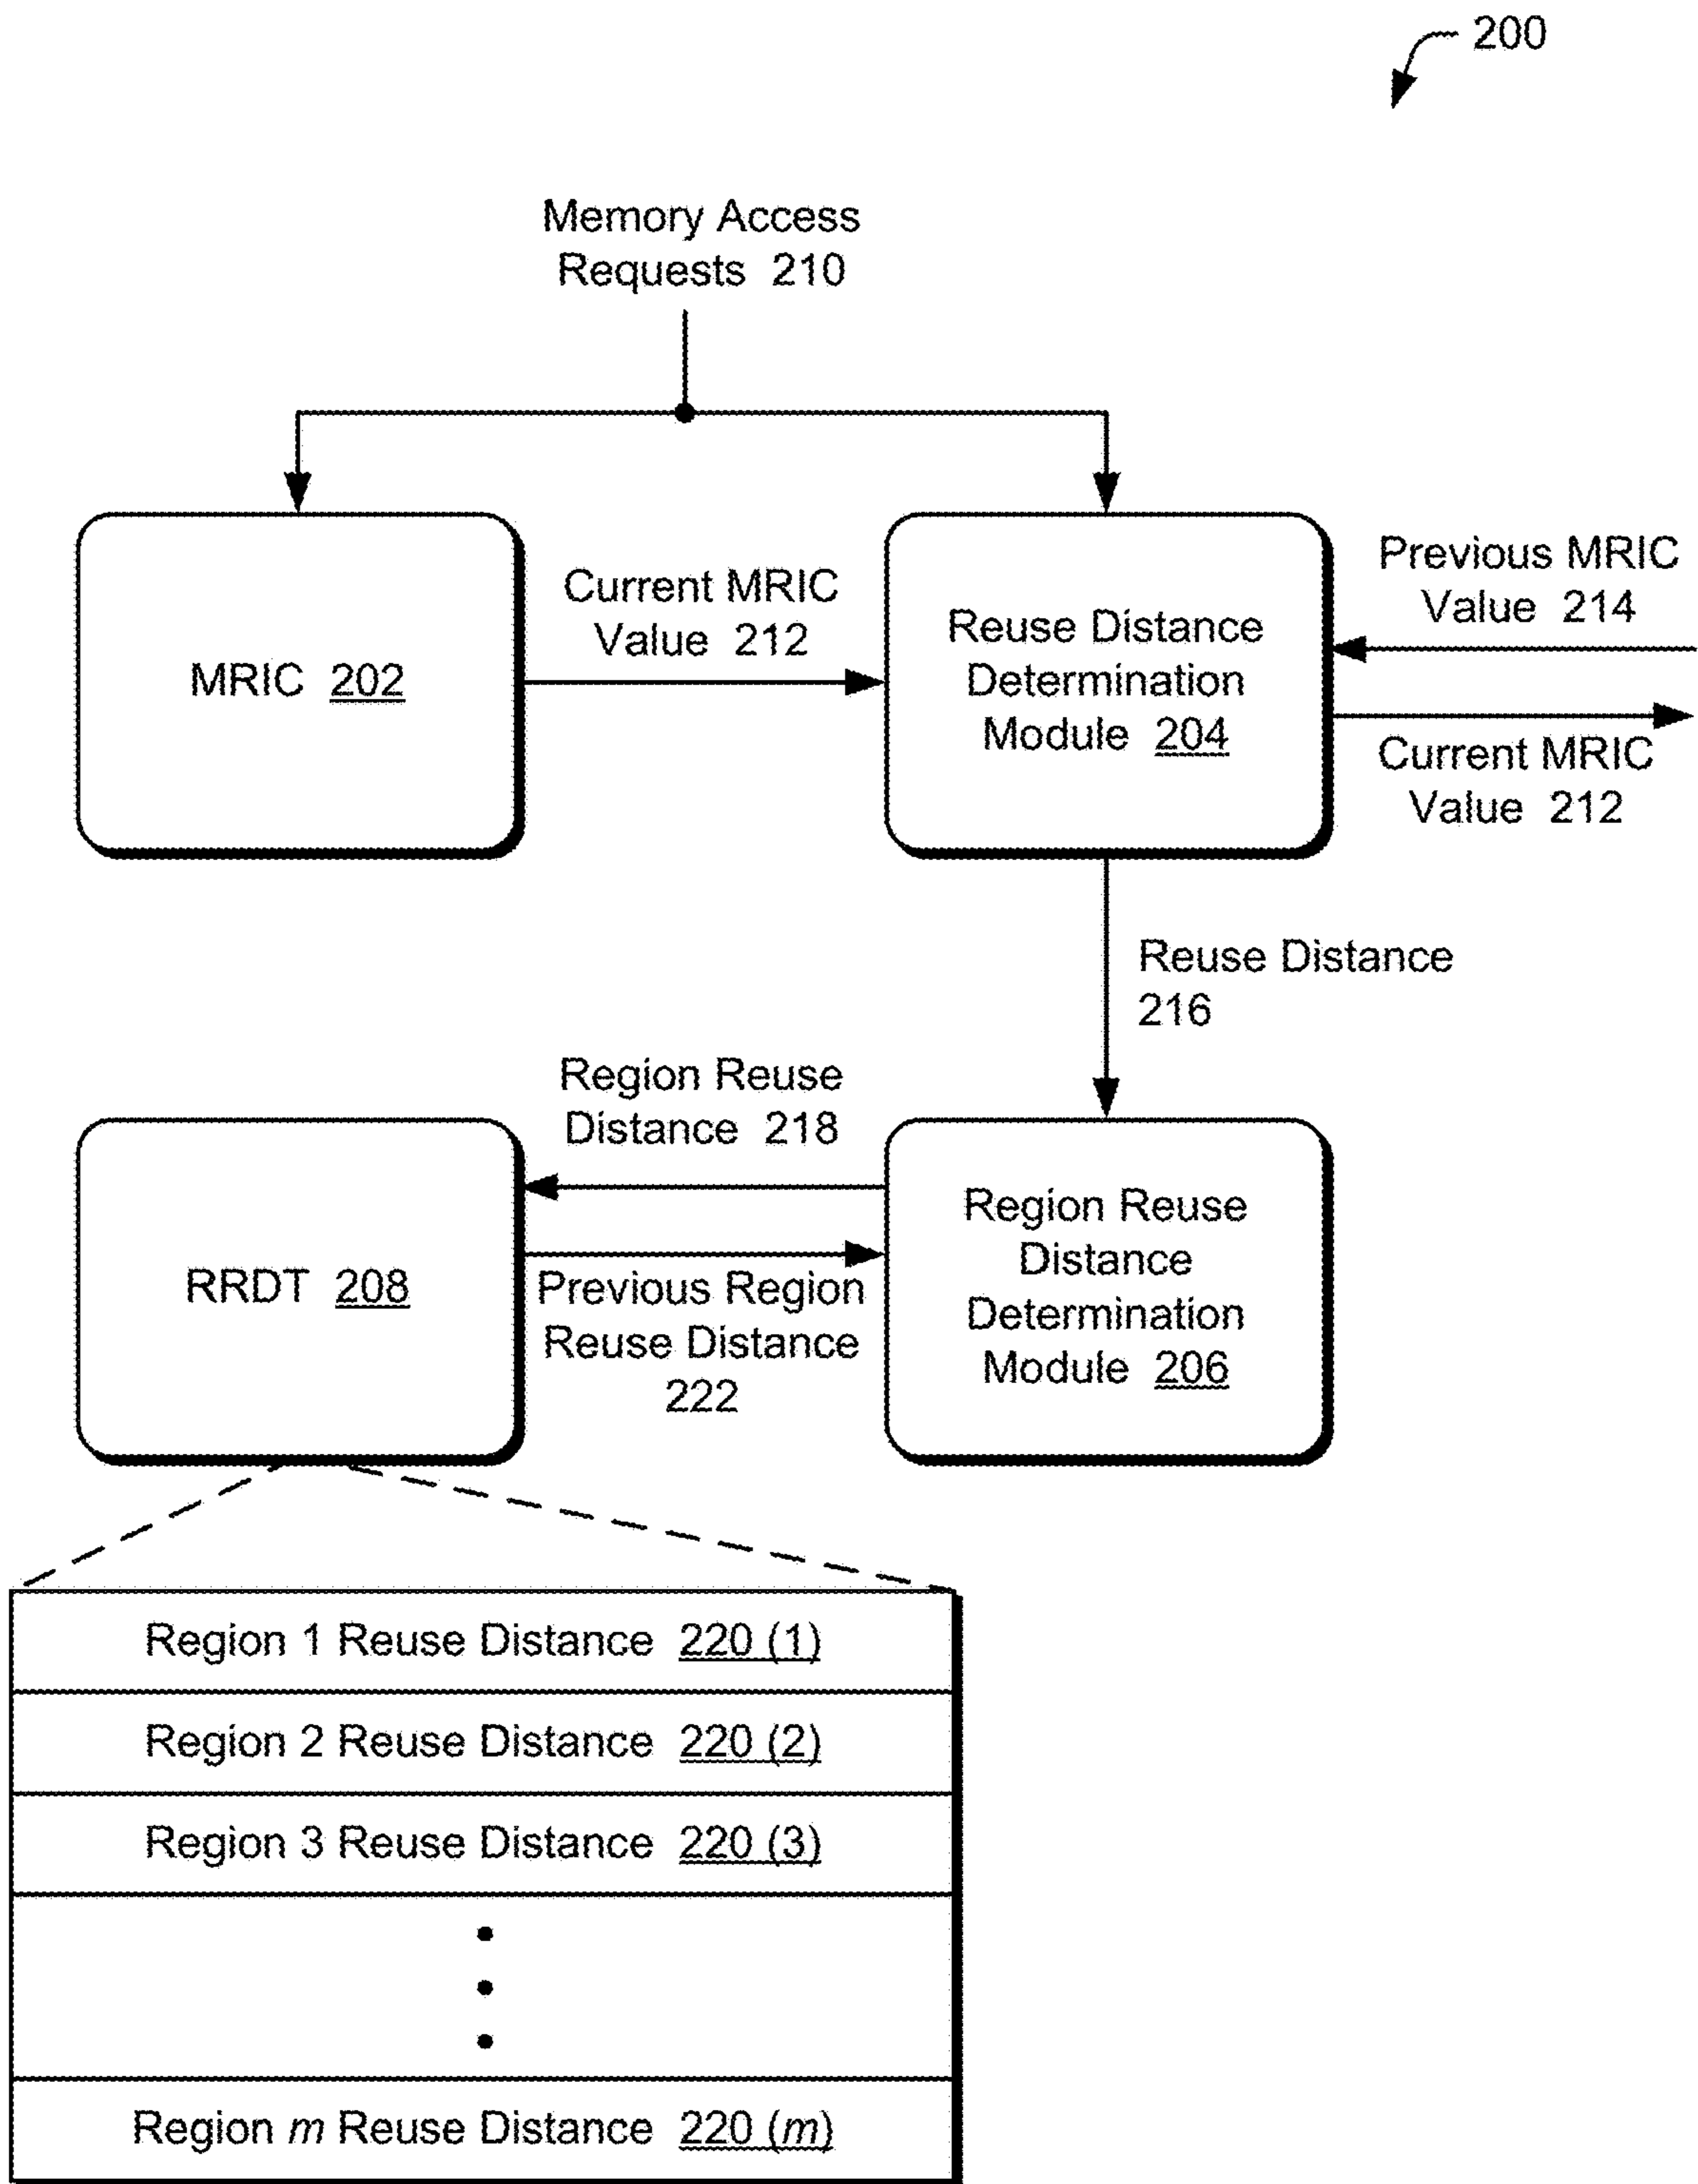 200
Memory Access
Requests 210
Current MRIC
Value 212
Previous MRIC
Value 214
MRIC 202
Reuse Distance
Determination
Module 204
Current MRIC
Value 212
Reuse Distance
216
Region Reuse
Distance 218
RRDT 208
Previous Region
Reuse Distance
222
Region Reuse
Distance
Determination
Module 206
Region 1 Reuse Distance 220 (1)
Region 2 Reuse Distance 220 (2)
Region 3 Reuse Distance 220 (3)
Region m Reuse Distance 220 (m)